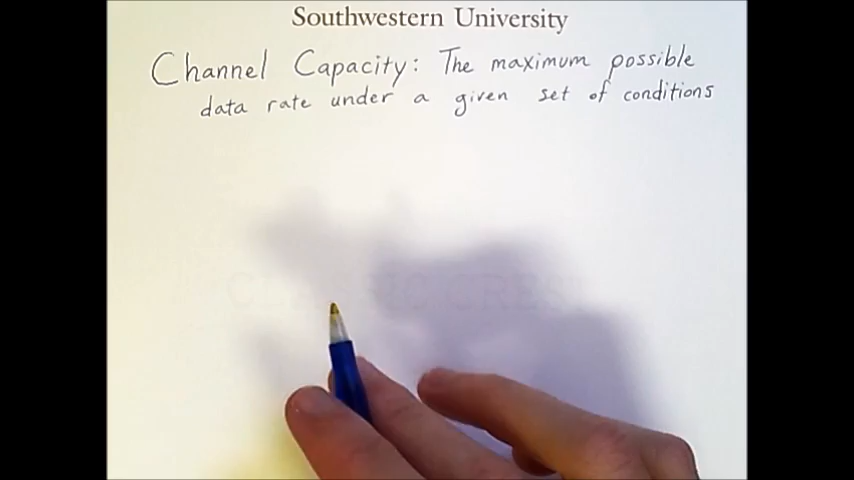 Southwestern University
Channel Capacity: The maximum possible
data rate under a given set of conditions